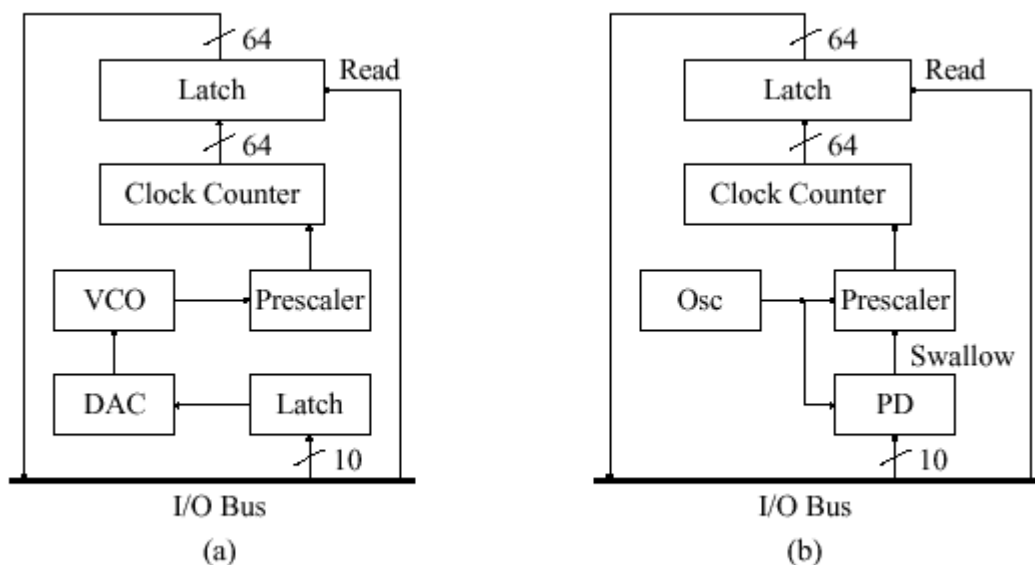 64
Read
Latch
64
Clock Counter
VCO
Prescaler
DAC
Latch
10
I/O Bus
(a)
64
Read
Latch
64
Clock Counter
Osc
Prescaler
Swallow
PD
10
I/O Bus
(b)